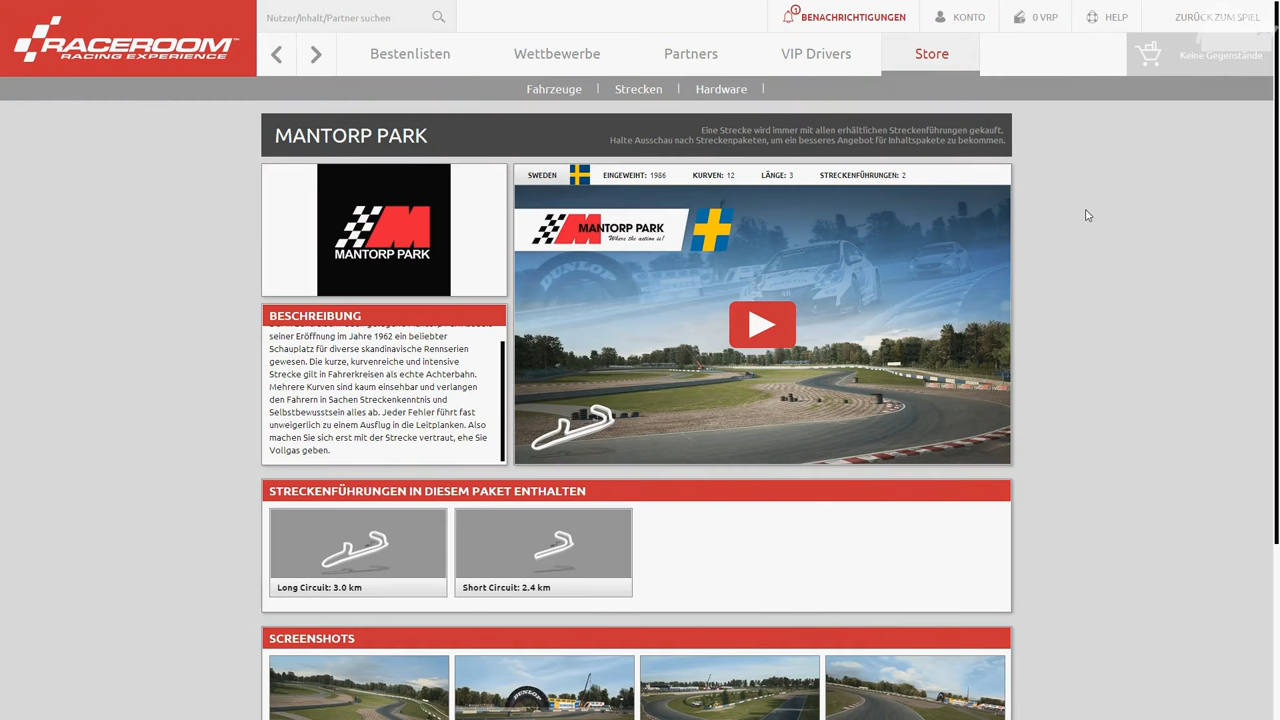 RACEROOM
RACING EXPERIENCE
Nutzer/Inhalt/Partner suchen
1
BENACHRICHTIGUNGEN
KONTO
0 VRP
HELP
ZURÜCK ZUM SPIEL
Bestenlisten
Wettbewerbe
Partners
VIP Drivers
Store
Keine Gegenstände
Fahrzeuge
Strecken
Hardware
MANTORP PARK
Eine Strecke wird immer mit allen erhältlichen Streckenführungen gekauft.
Halte Ausschau nach Streckenpaketen, um ein besseres Angebot für Inhaltspakete zu bekommen.
MANTORP PARK
SWEDEN
EINGEWEIHT: 1986
KURVEN: 12
LÄNGE: 3
STRECKENFÜHRUNGEN: 2
MANTORP PARK
Where the action is!
DUNLOP
BESCHREIBUNG
seiner Eröffnung im Jahre 1962 ein beliebter
Schauplatz für diverse skandinavische Rennserien
gewesen. Die kurze, kurvenreiche und intensive
Strecke gilt in Fahrerkreisen als echte Achterbahn.
Mehrere Kurven sind kaum einsehbar und verlangen
den Fahrern in Sachen Streckenkenntnis und
Selbstbewusstsein alles ab. Jeder Fehler führt fast
unweigerlich zu einem Ausflug in die Leitplanken. Also
machen Sie sich erst mit der Strecke vertraut, ehe Sie
Vollgas geben.
STRECKENFÜHRUNGEN IN DIESEM PAKET ENTHALTEN
Long Circuit: 3.0 km
Short Circuit: 2.4 km
SCREENSHOTS
DUNLOP